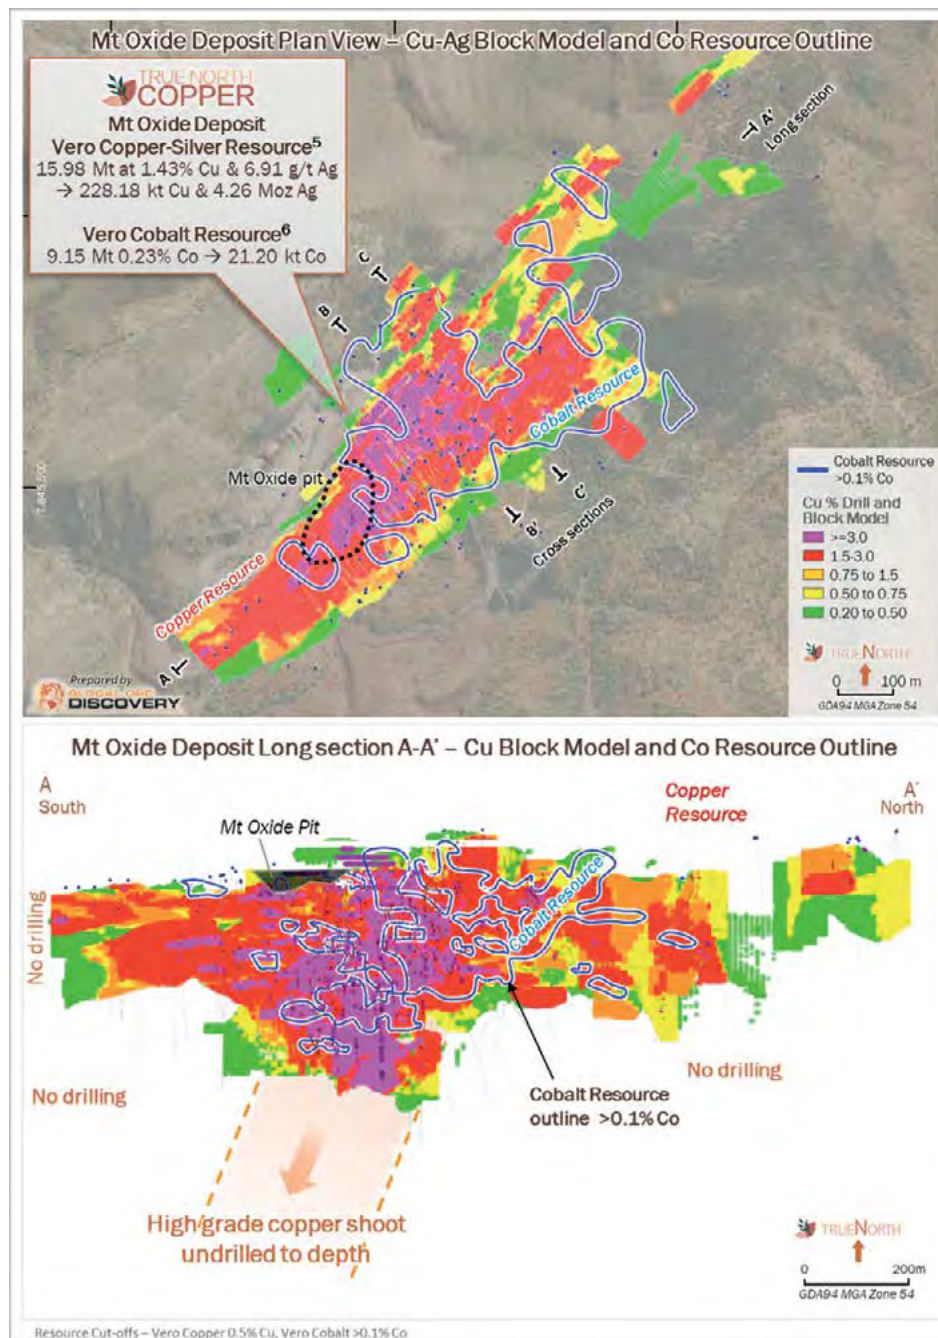 Mt Oxide Deposit Plan View – Cu-Ag Block Model and Co Resource Outline
TRUE NORTH
COPPER
Mt Oxide Deposit
Vero Copper-Silver Resource⁵
15.98 Mt at 1.43% Cu & 6.91 g/t Ag
→ 228.18 kt Cu & 4.26 Moz Ag
Vero Cobalt Resource⁶
9.15 Mt 0.23% Co → 21.20 kt Co
A'
Long section
C
B
Cobalt Resource
Mt Oxide pit
7,845,500
C'
B'
Cross sections
Copper Resource
A
Cobalt Resource
>0.1% Co
Cu % Drill and
Block Model
>=3.0
1.5-3.0
0.75 to 1.5
0.50 to 0.75
0.20 to 0.50
TRUENORTH
0 100 m
GDA94 MGA Zone 54
Prepared by
DISCOVERY
Mt Oxide Deposit Long section A-A' – Cu Block Model and Co Resource Outline
A
South
Copper
Resource
A'
North
Mt Oxide Pit
Cobalt Resource
No drilling
No drilling
No drilling
Cobalt Resource
outline >0.1% Co
High grade copper shoot
undrilled to depth
TRUENORTH
0 200m
GDA94 MGA Zone 54
Resource Cut-offs – Vero Copper 0.5% Cu, Vero Cobalt >0.1% Co